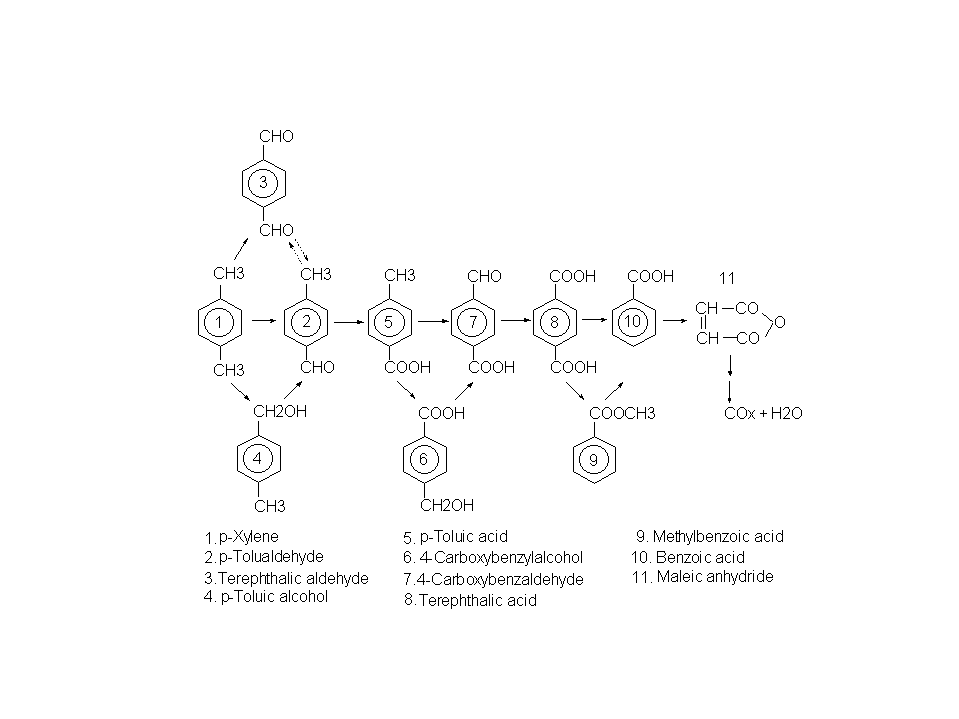 CHO
3
CHO
CH3 CH3 CH3 CHO COOH COOH 11
1 2 5 7 8 10 CH CO O
CH CO
CH3 CHO COOH COOH COOH
CH2OH COOH COOCH3 COx + H2O
4 6 9
CH3 CH2OH
1. p-Xylene 5. p-Toluic acid 9. Methylbenzoic acid
2. p-Tolualdehyde 6. 4-Carboxybenzylalcohol 10. Benzoic acid
3. Terephthalic aldehyde 7. 4-Carboxybenzaldehyde 11. Maleic anhydride
4. p-Toluic alcohol 8. Terephthalic acid